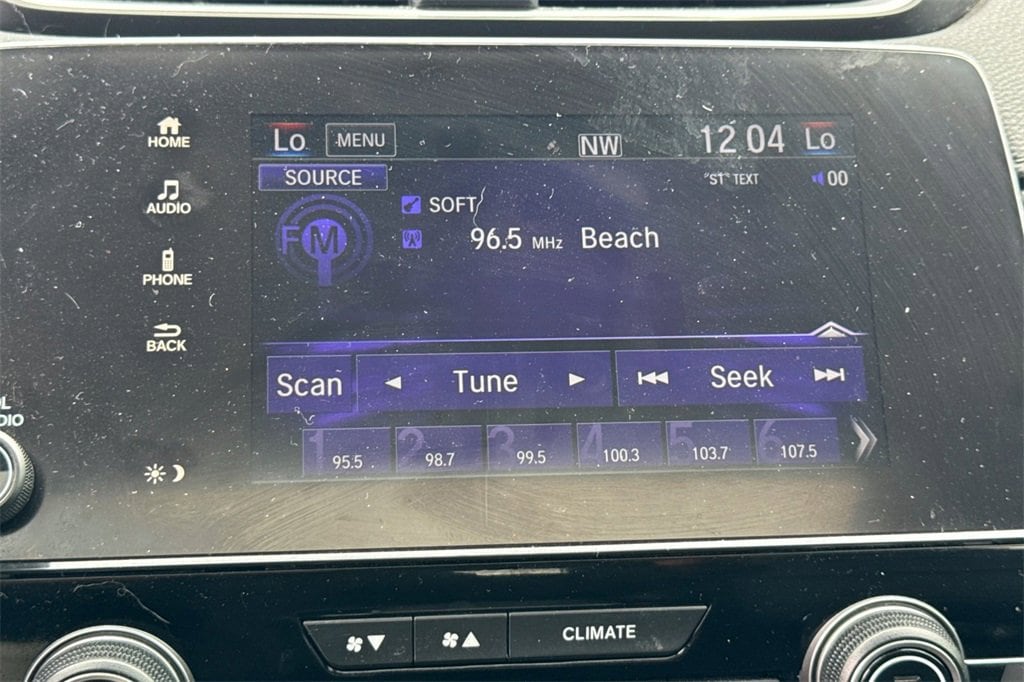 HOME
AUDIO
PHONE
BACK
Lo MENU NW 12 04 Lo
SOURCE "ST" TEXT 00
FM
SOFT
96.5 MHz Beach
Scan Tune Seek
1 95.5 2 98.7 3 99.5 4 100.3 5 103.7 6 107.5
CLIMATE